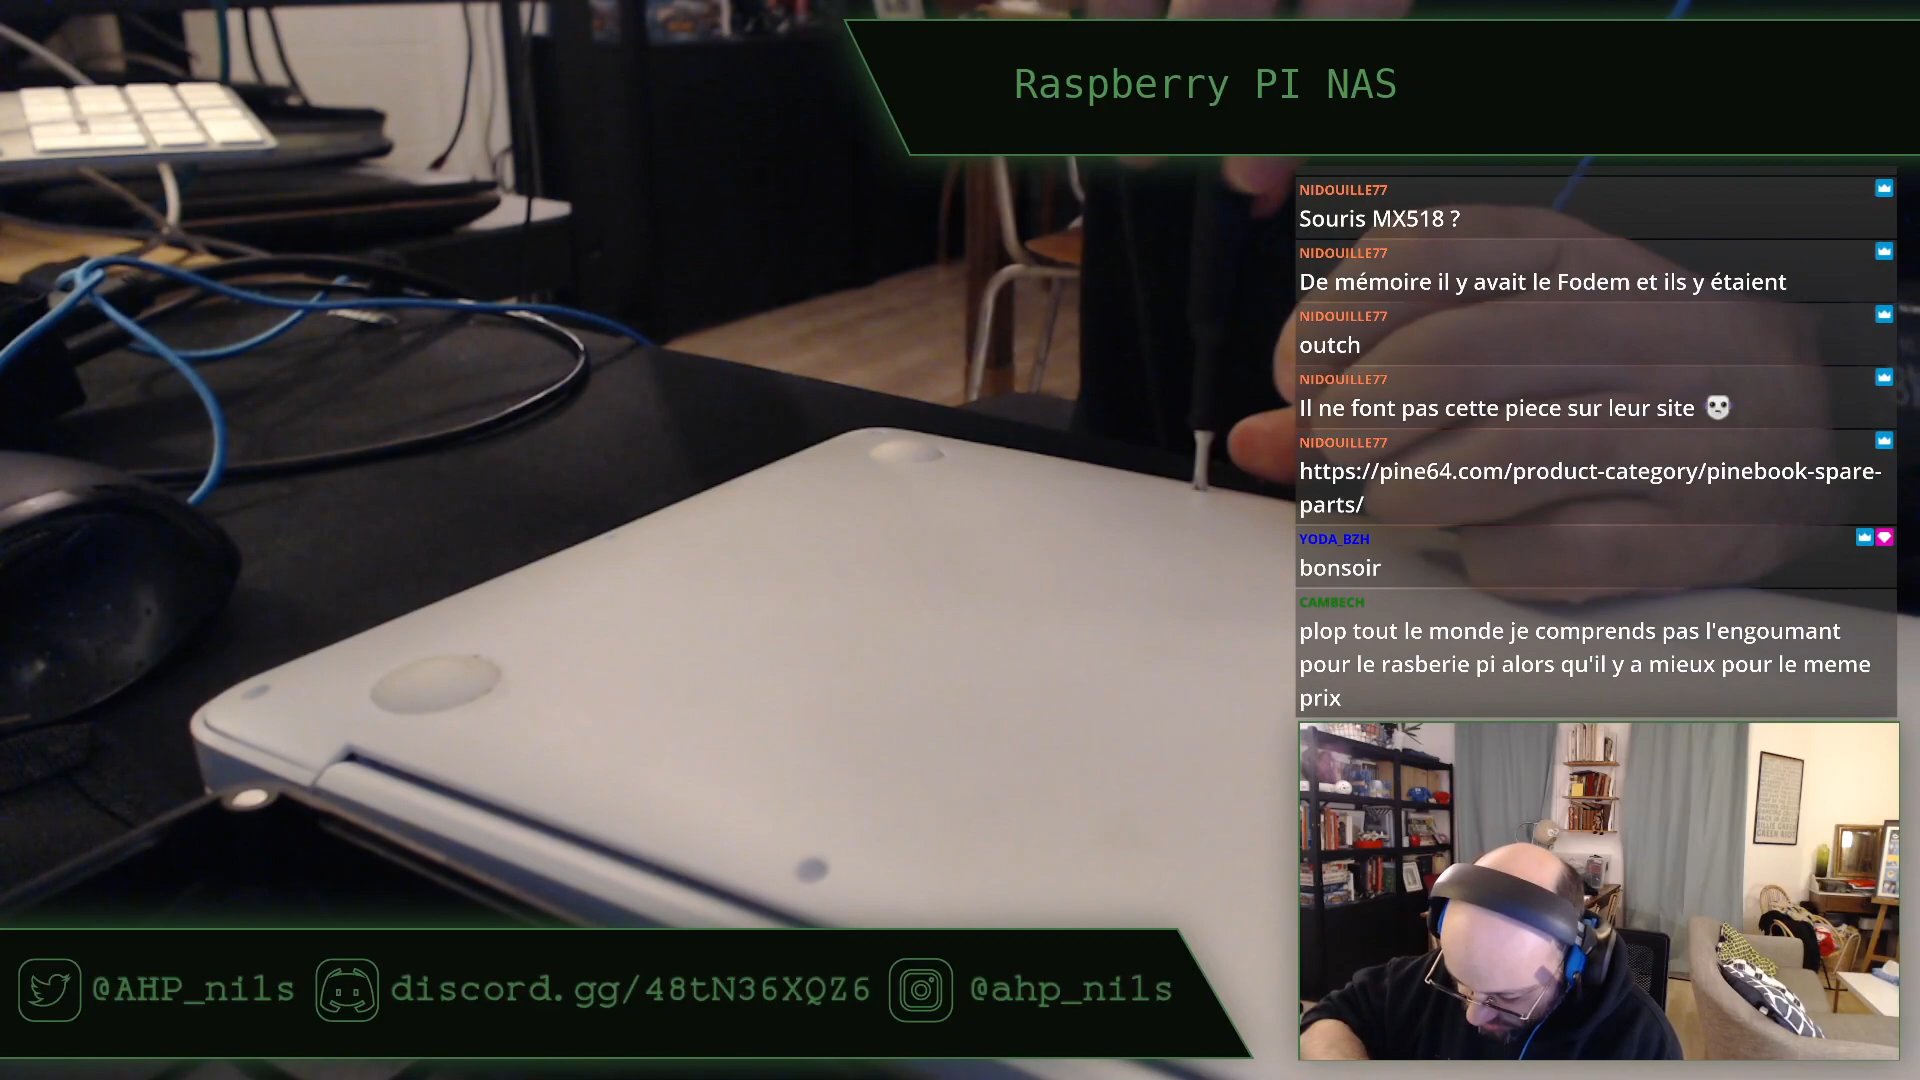 Raspberry PI NAS
NIDOUILLE77
Souris MX518 ?
NIDOUILLE77
De mémoire il y avait le Fodem et ils y étaient
NIDOUILLE77
outch
NIDOUILLE77
Il ne font pas cette piece sur leur site
NIDOUILLE77
https://pine64.com/product-category/pinebook-spare-
parts/
YODA_BZH
bonsoir
CAMBECH
plop tout le monde je comprends pas l'engoumant
pour le rasberie pi alors qu'il y a mieux pour le meme
prix
@AHP_nils
discord.gg/48tN36XQZ6
@ahp_nils